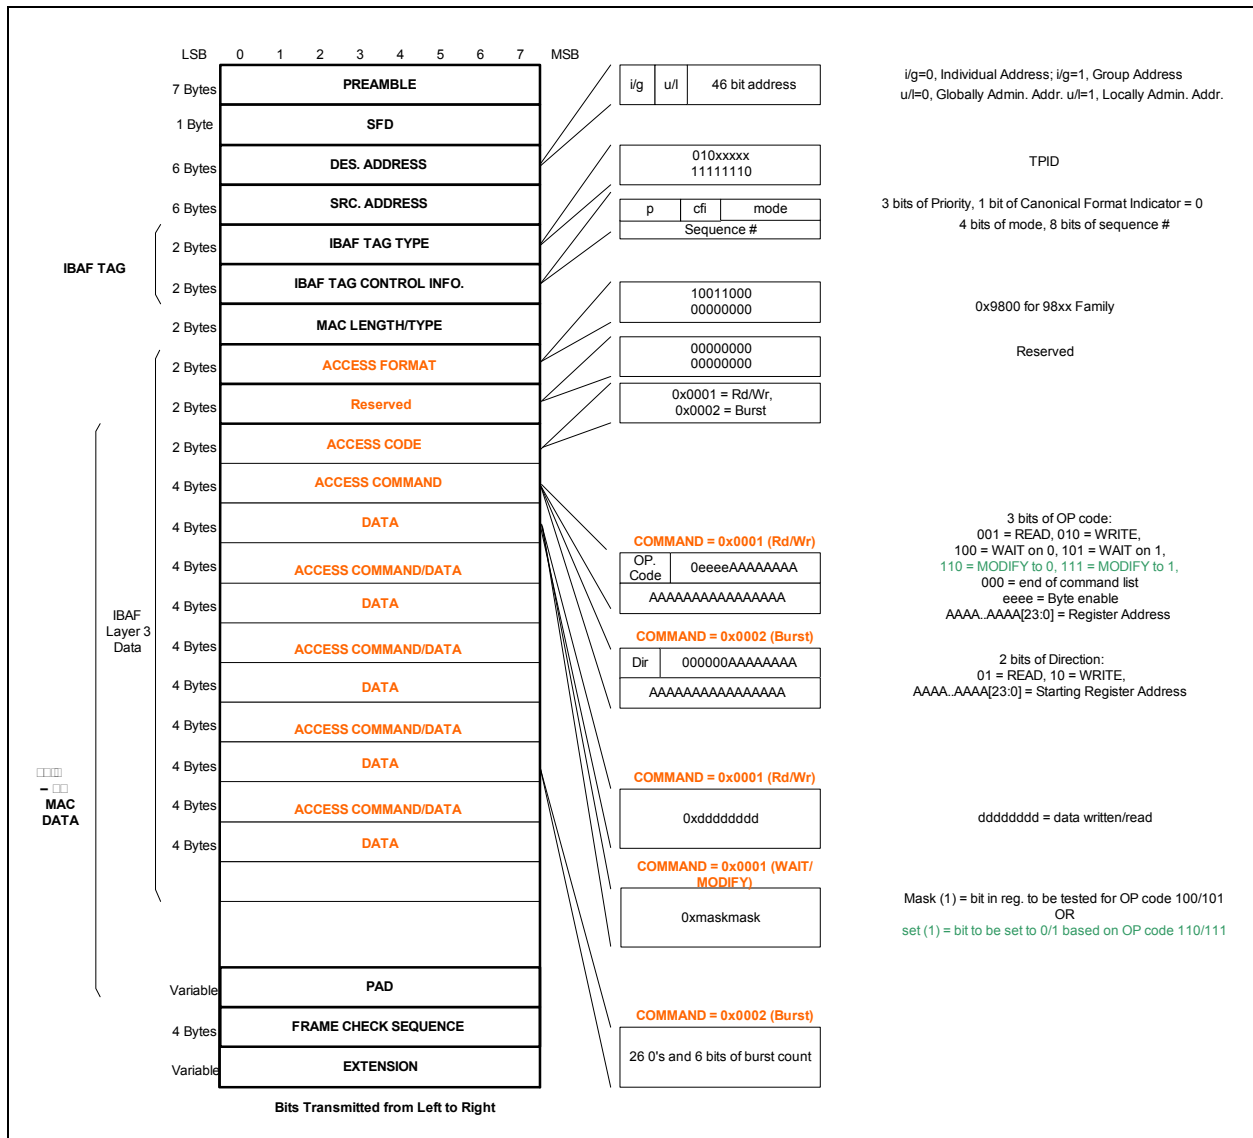 LSB 0 1 2 3 4 5 6 7 MSB
7 Bytes PREAMBLE
1 Byte SFD
6 Bytes DES. ADDRESS
6 Bytes SRC. ADDRESS
IBAF TAG
2 Bytes IBAF TAG TYPE
2 Bytes IBAF TAG CONTROL INFO.
2 Bytes MAC LENGTH/TYPE
2 Bytes ACCESS FORMAT
2 Bytes Reserved
2 Bytes ACCESS CODE
4 Bytes ACCESS COMMAND
4 Bytes DATA
4 Bytes ACCESS COMMAND/DATA
4 Bytes DATA
4 Bytes ACCESS COMMAND/DATA
4 Bytes DATA
4 Bytes ACCESS COMMAND/DATA
4 Bytes DATA
4 Bytes ACCESS COMMAND/DATA
4 Bytes DATA
IBAF
Layer 3
Data
–
MAC
DATA
Variable PAD
4 Bytes FRAME CHECK SEQUENCE
Variable EXTENSION
Bits Transmitted from Left to Right
i/g u/l 46 bit address
i/g=0, Individual Address; i/g=1, Group Address
u/l=0, Globally Admin. Addr. u/l=1, Locally Admin. Addr.
010xxxxx
11111110
TPID
p cfi mode
Sequence #
3 bits of Priority, 1 bit of Canonical Format Indicator = 0
4 bits of mode, 8 bits of sequence #
10011000
00000000
0x9800 for 98xx Family
00000000
00000000
Reserved
0x0001 = Rd/Wr,
0x0002 = Burst
COMMAND = 0x0001 (Rd/Wr)
OP.
Code
0eeeeAAAAAAAA
AAAAAAAAAAAAAAAA
3 bits of OP code:
001 = READ, 010 = WRITE,
100 = WAIT on 0, 101 = WAIT on 1,
110 = MODIFY to 0, 111 = MODIFY to 1,
000 = end of command list
eeee = Byte enable
AAAA..AAAA[23:0] = Register Address
COMMAND = 0x0002 (Burst)
Dir 000000AAAAAAAA
AAAAAAAAAAAAAAAA
2 bits of Direction:
01 = READ, 10 = WRITE,
AAAA..AAAA[23:0] = Starting Register Address
COMMAND = 0x0001 (Rd/Wr)
0xdddddddd
dddddddd = data written/read
COMMAND = 0x0001 (WAIT/
MODIFY)
0xmaskmask
Mask (1) = bit in reg. to be tested for OP code 100/101
OR
set (1) = bit to be set to 0/1 based on OP code 110/111
COMMAND = 0x0002 (Burst)
26 0's and 6 bits of burst count